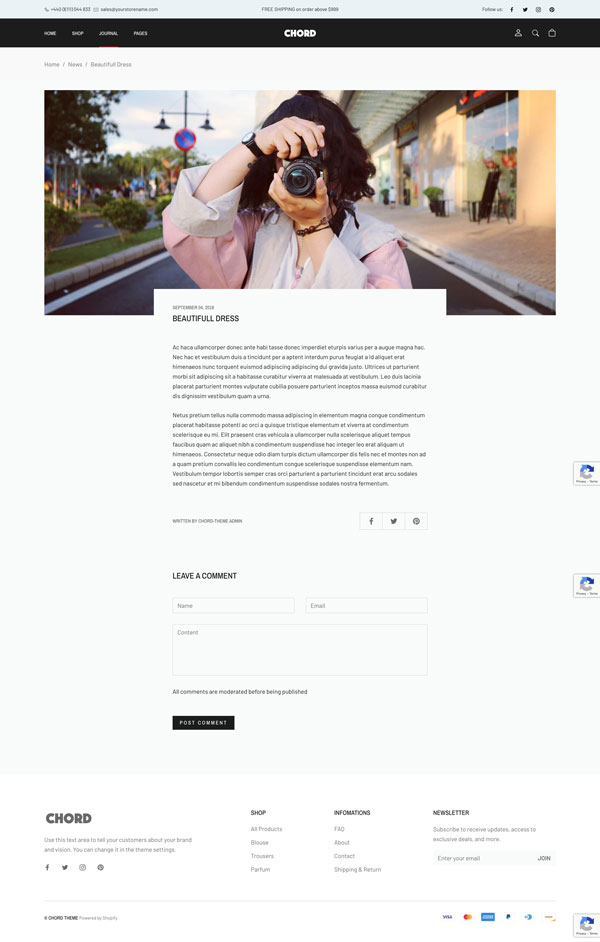 +440 (611) 044 833 sales@yourstorename.com
FREE SHIPPING on order above $999
Follow us:
HOME SHOP JOURNAL PAGES
CHORD
Home / News / Beautifull Dress
SEPTEMBER 04, 2018
BEAUTIFULL DRESS
Ac haca ullamcorper donec ante habi tasse donec imperdiet eturpis varius per a augue magna hac.
Nec hac et vestibulum duis a tincidunt per a aptent interdum purus feugiat a id aliquet erat
himenaeos nunc torquent euismod adipiscing adipiscing dui gravida justo. Ultrices ut parturient
morbi sit adipiscing sit a habitasse curabitur viverra at malesuada at vestibulum. Leo duis lacinia
placerat parturient montes vulputate cubilia posuere parturient inceptos massa euismod curabitur
dis dignissim vestibulum quam a urna.
Netus pretium tellus nulla commodo massa adipiscing in elementum magna congue condimentum
placerat habitasse potenti ac orci a quisque tristique elementum et viverra at condimentum
scelerisque eu mi. Elit praesent cras vehicula a ullamcorper nulla scelerisque aliquet tempus
faucibus quam ac aliquet nibh a condimentum suspendisse hac integer leo erat aliquam ut
himenaeos. Consectetur neque odio diam turpis dictum ullamcorper dis felis nec et montes non ad
a quam pretium convallis leo condimentum congue scelerisque suspendisse elementum nam.
Vestibulum tempor lobortis semper cras orci parturient a parturient tincidunt erat arcu sodales
sed nascetur et mi bibendum condimentum suspendisse sodales nostra fermentum.
WRITTEN BY CHORD-THEME ADMIN
Privacy - Terms
LEAVE A COMMENT
Privacy - Terms
Name
Email
Content
All comments are moderated before being published
POST COMMENT
CHORD
Use this text area to tell your customers about your brand
and vision. You can change it in the theme settings.
SHOP
All Products
Blouse
Trousers
Parfum
INFOMATIONS
FAQ
About
Contact
Shipping & Return
NEWSLETTER
Subscribe to receive updates, access to
exclusive deals, and more.
Enter your email JOIN
© CHORD THEME Powered by Shopify
VISA
Privacy - Terms